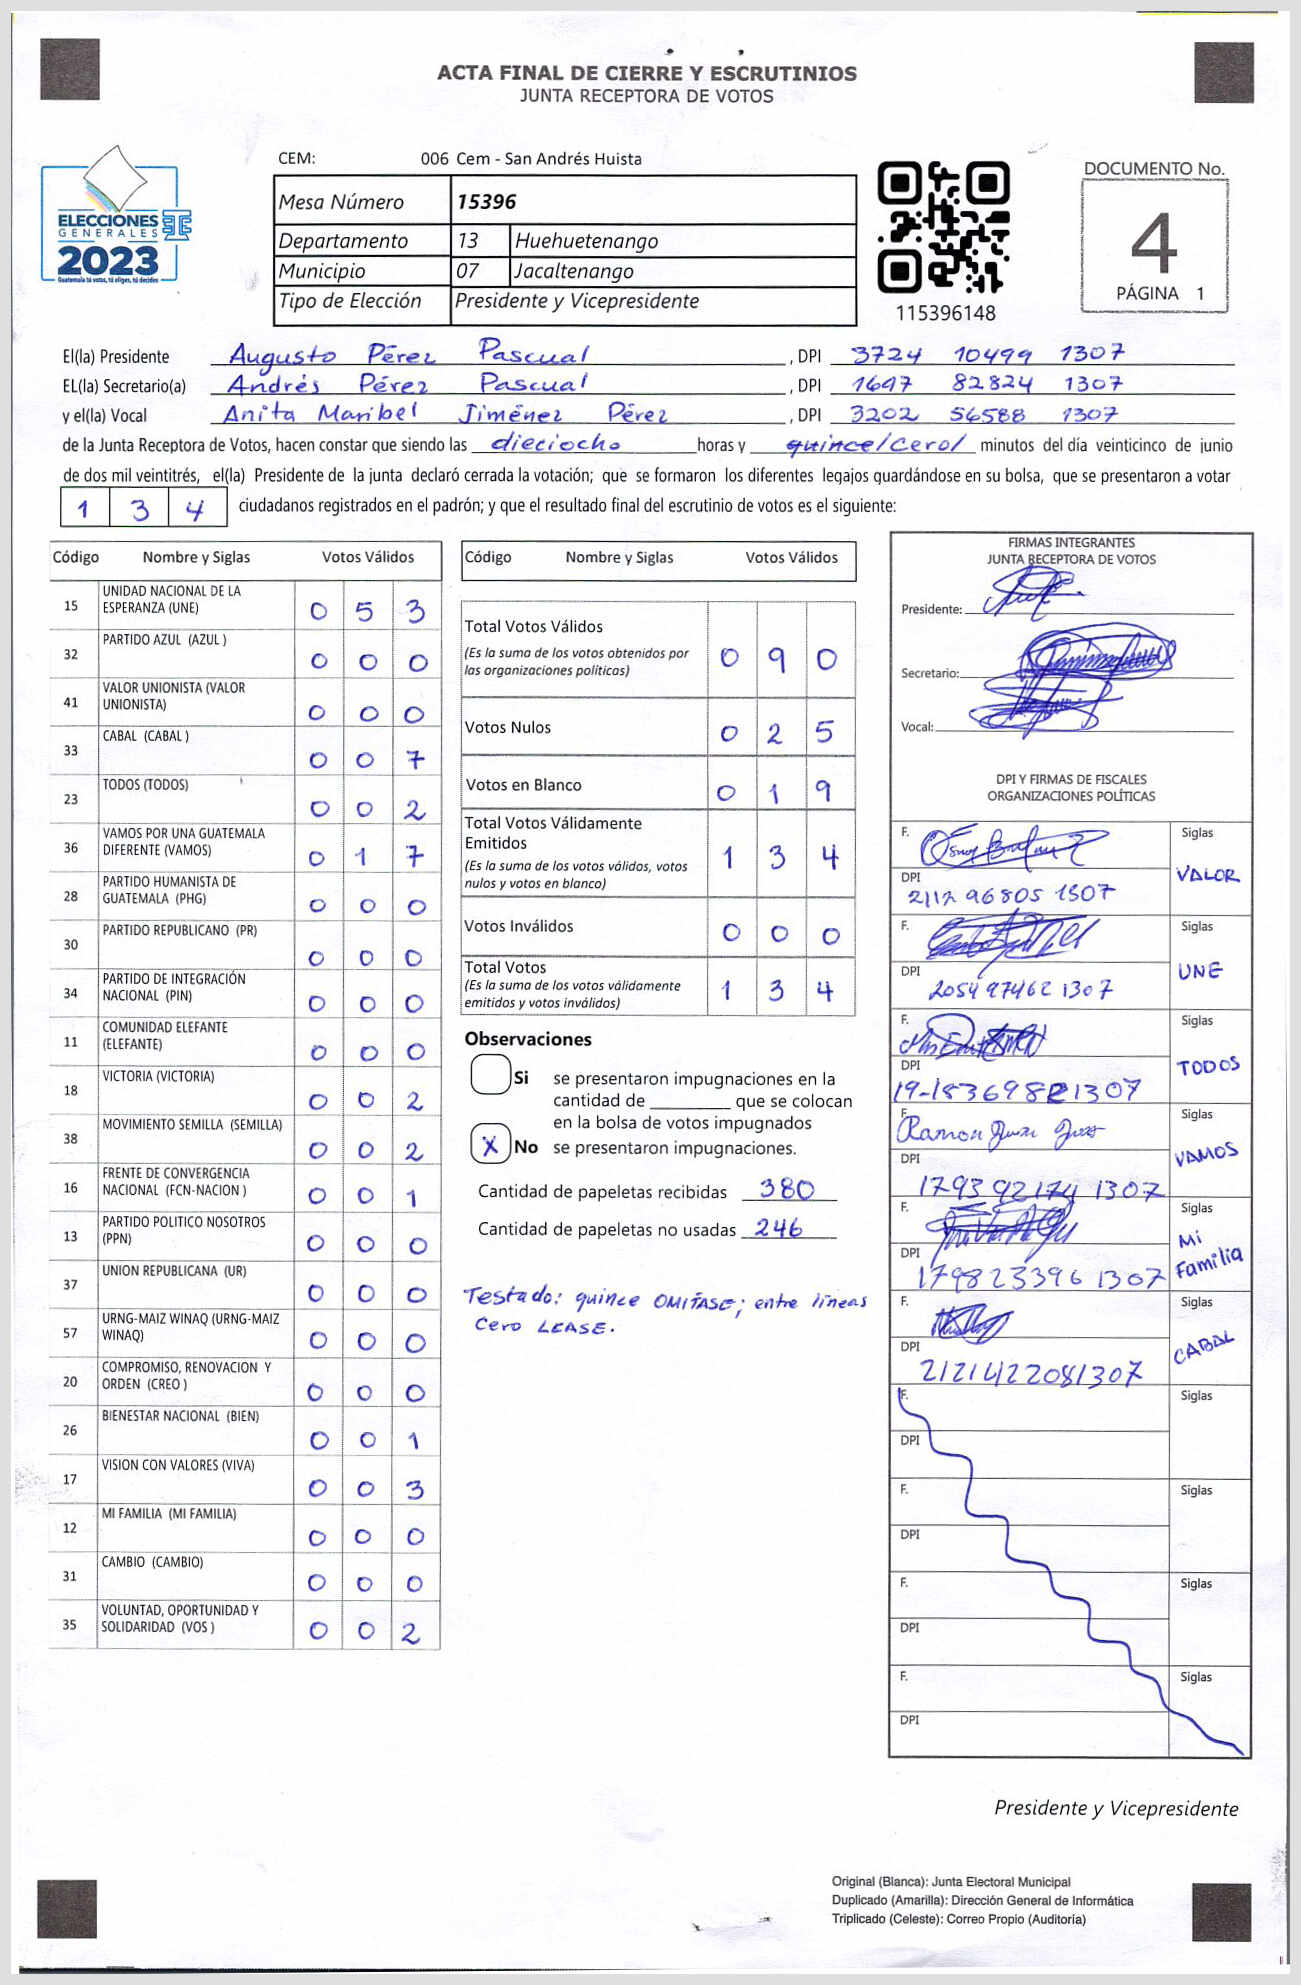 ACTA FINAL DE CIERRE Y ESCRUTINIOS
JUNTA RECEPTORA DE VOTOS
ELECCIONES
GENERALES
2023
Guatemala tú votas, tú eliges, tú decides
CEM: 006 Cem - San Andrés Huista
Mesa Número 15396
Departamento 13 Huehuetenango
Municipio 07 Jacaltenango
Tipo de Elección Presidente y Vicepresidente
115396148
DOCUMENTO No.
4
PÁGINA 1
El(la) Presidente Augusto Pérez Pascual, DPI 3724 10499 1307
EL(la) Secretario(a) Andrés Pérez Pascual, DPI 1697 82824 1307
y el(la) Vocal Anita Maribel Jiménez Pérez, DPI 3202 56588 1307
de la Junta Receptora de Votos, hacen constar que siendo las dieciocho horas y quince/cero/ minutos del día veinticinco de junio
de dos mil veintitrés, el(la) Presidente de la junta declaró cerrada la votación; que se formaron los diferentes legajos guardándose en su bolsa, que se presentaron a votar
1 3 4 ciudadanos registrados en el padrón; y que el resultado final del escrutinio de votos es el siguiente:
Código Nombre y Siglas Votos Válidos
15 UNIDAD NACIONAL DE LA
ESPERANZA (UNE) 0 5 3
32 PARTIDO AZUL (AZUL ) 0 0 0
41 VALOR UNIONISTA (VALOR
UNIONISTA) 0 0 0
33 CABAL (CABAL ) 0 0 7
23 TODOS (TODOS) 0 0 2
36 VAMOS POR UNA GUATEMALA
DIFERENTE (VAMOS) 0 1 7
28 PARTIDO HUMANISTA DE
GUATEMALA (PHG) 0 0 0
30 PARTIDO REPUBLICANO (PR) 0 0 0
34 PARTIDO DE INTEGRACIÓN
NACIONAL (PIN) 0 0 0
11 COMUNIDAD ELEFANTE
(ELEFANTE) 0 0 0
18 VICTORIA (VICTORIA) 0 0 2
38 MOVIMIENTO SEMILLA (SEMILLA) 0 0 2
16 FRENTE DE CONVERGENCIA
NACIONAL (FCN-NACION ) 0 0 1
13 PARTIDO POLITICO NOSOTROS
(PPN) 0 0 0
37 UNION REPUBLICANA (UR) 0 0 0
57 URNG-MAIZ WINAQ (URNG-MAIZ
WINAQ) 0 0 0
20 COMPROMISO, RENOVACION Y
ORDEN (CREO ) 0 0 0
26 BIENESTAR NACIONAL (BIEN) 0 0 1
17 VISION CON VALORES (VIVA) 0 0 3
12 MI FAMILIA (MI FAMILIA) 0 0 0
31 CAMBIO (CAMBIO) 0 0 0
35 VOLUNTAD, OPORTUNIDAD Y
SOLIDARIDAD (VOS ) 0 0 2
Código Nombre y Siglas Votos Válidos
Total Votos Válidos
(Es la suma de los votos obtenidos por
las organizaciones políticas) 0 9 0
Votos Nulos 0 2 5
Votos en Blanco 0 1 9
Total Votos Válidamente
Emitidos
(Es la suma de los votos válidos, votos
nulos y votos en blanco) 1 3 4
Votos Inválidos 0 0 0
Total Votos
(Es la suma de los votos válidamente
emitidos y votos inválidos) 1 3 4
Observaciones
Si se presentaron impugnaciones en la
cantidad de ________ que se colocan
en la bolsa de votos impugnados
X No se presentaron impugnaciones.
Cantidad de papeletas recibidas 380
Cantidad de papeletas no usadas 246
Testado: quince OMITASE; entre líneas
Cero LEASE.
FIRMAS INTEGRANTES
JUNTA RECEPTORA DE VOTOS
Presidente:
Secretario:
Vocal:
DPI Y FIRMAS DE FISCALES
ORGANIZACIONES POLÍTICAS
F. Siglas
VALOR
DPI
2112 96805 1307
F. Siglas
UNE
DPI
2054 97462 1307
F. Siglas
TODOS
DPI
F. Ramon Siglas
VAMOS
DPI
1793 92174 1307
F. Siglas
Mi
Familia
DPI
179823396 1307
F. Siglas
CABAL
DPI
2121422081307
F. Siglas
DPI
F. Siglas
DPI
F. Siglas
DPI
F. Siglas
DPI
Presidente y Vicepresidente
Original (Blanca): Junta Electoral Municipal
Duplicado (Amarilla): Dirección General de Informática
Triplicado (Celeste): Correo Propio (Auditoría)